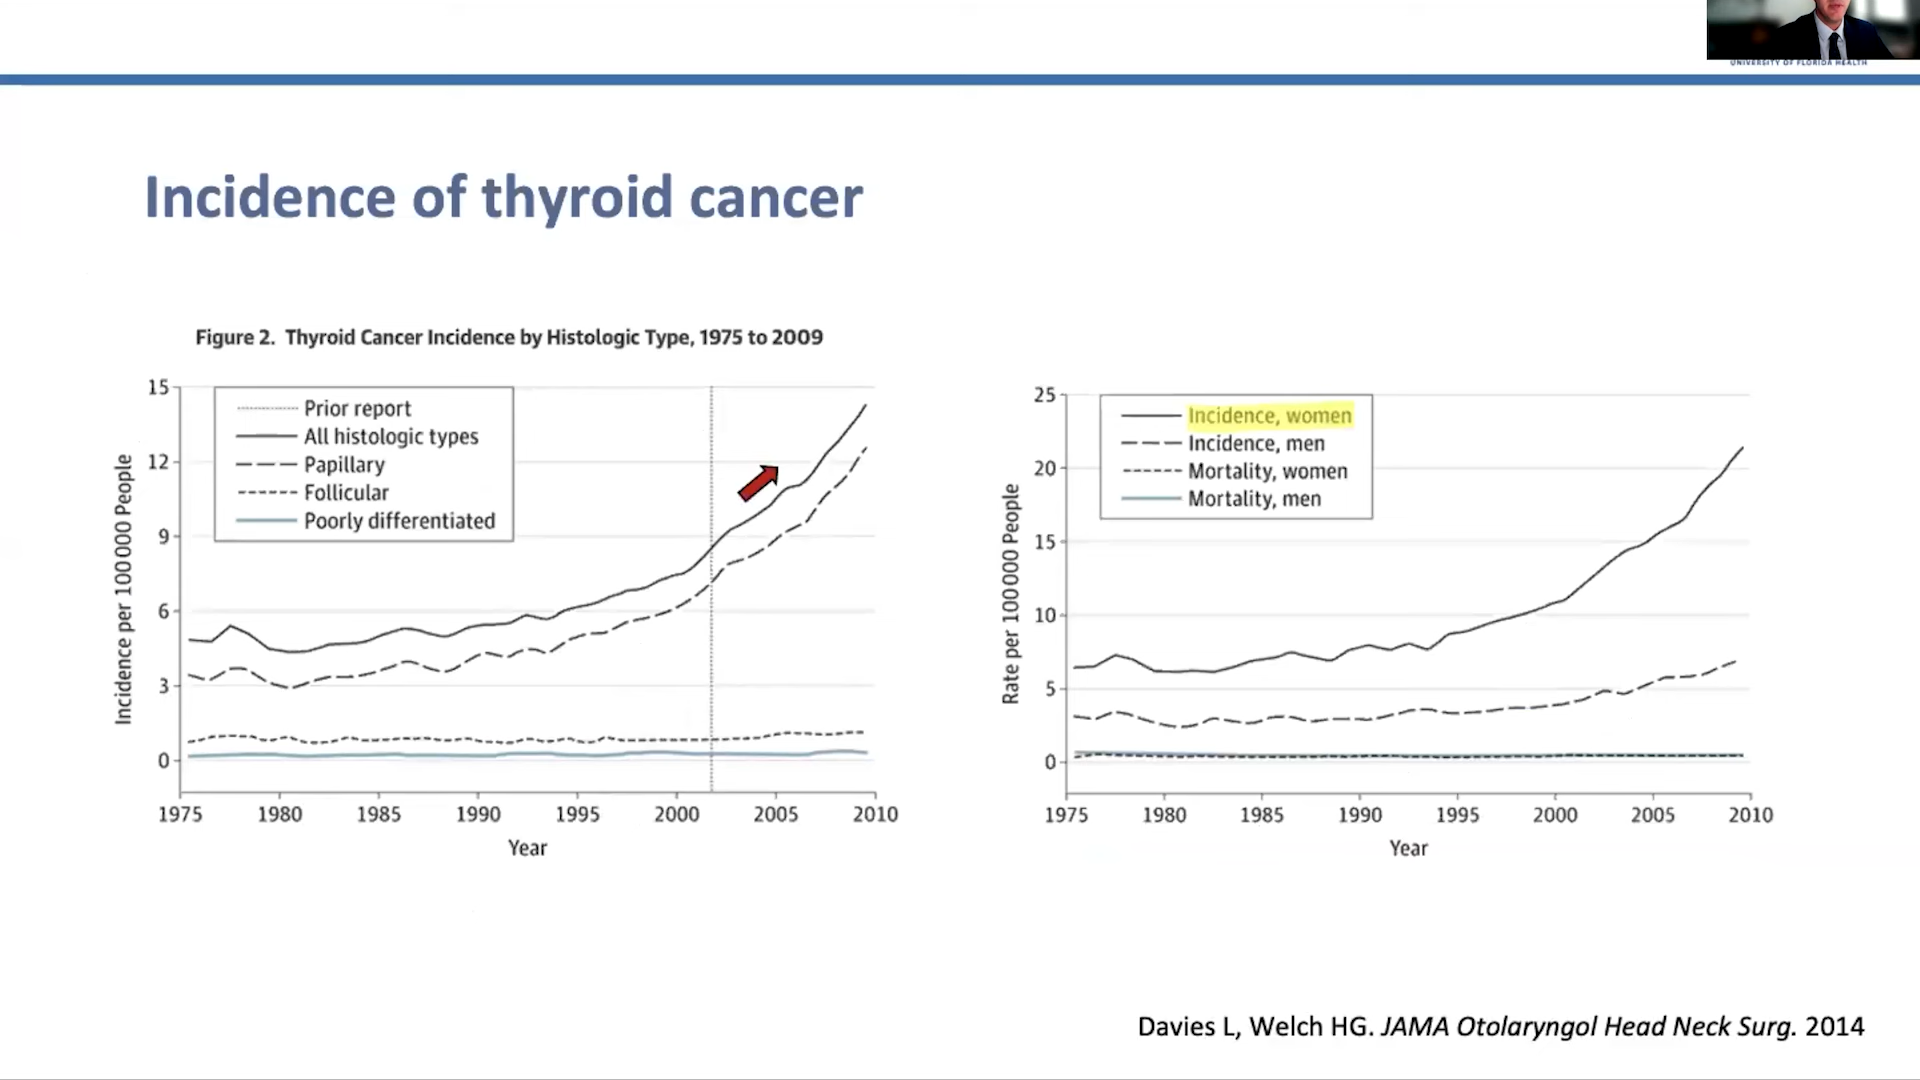 UNIVERSITY OF FLORIDA HEALTH
Incidence of thyroid cancer
Figure 2. Thyroid Cancer Incidence by Histologic Type, 1975 to 2009
15
12
9
6
3
0
Incidence per 100 000 People
Prior report
All histologic types
Papillary
Follicular
Poorly differentiated
1975 1980 1985 1990 1995 2000 2005 2010
Year
25
20
15
10
5
0
Rate per 100 000 People
Incidence, women
Incidence, men
Mortality, women
Mortality, men
1975 1980 1985 1990 1995 2000 2005 2010
Year
Davies L, Welch HG. JAMA Otolaryngol Head Neck Surg. 2014